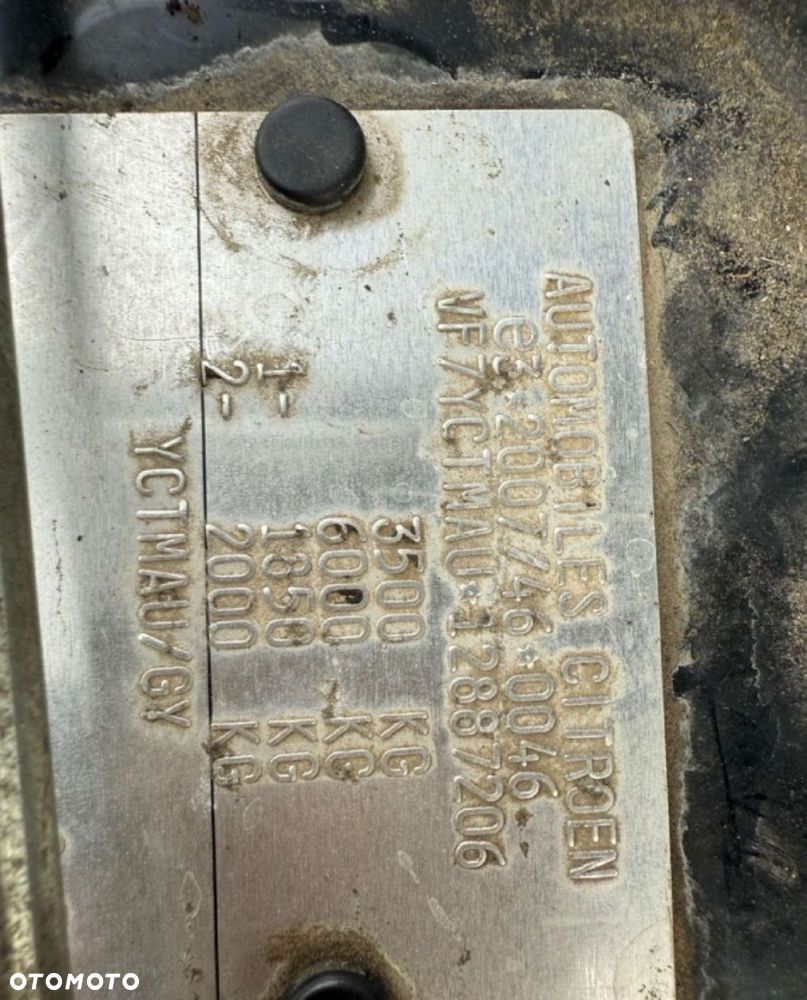 AUTOMOBILES CITROEN
e3*2007/46*0046*
VF7YCTMAU12887206
3500 KG
6000 KG
1- 1850 KG
2- 2000 KG
YCTMAU/GY
OTOMOTO